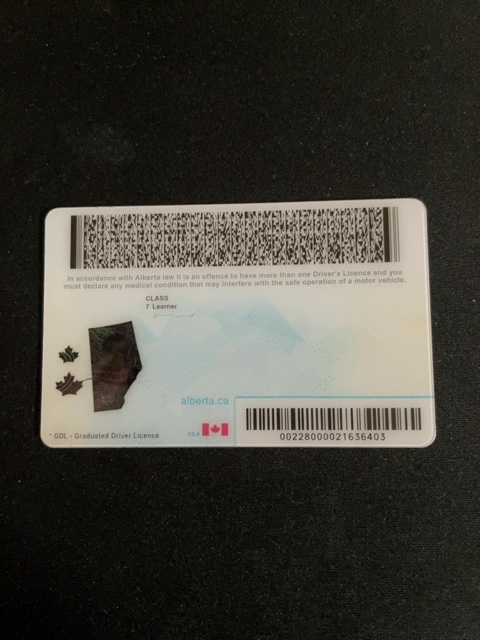 In accordance with Alberta law it is an offence to have more than one Driver's Licence and you
must declare any medical condition that may interfere with the safe operation of a motor vehicle.
CLASS
7 Learner
alberta.ca
* GDL - Graduated Driver Licence
00228000021636403